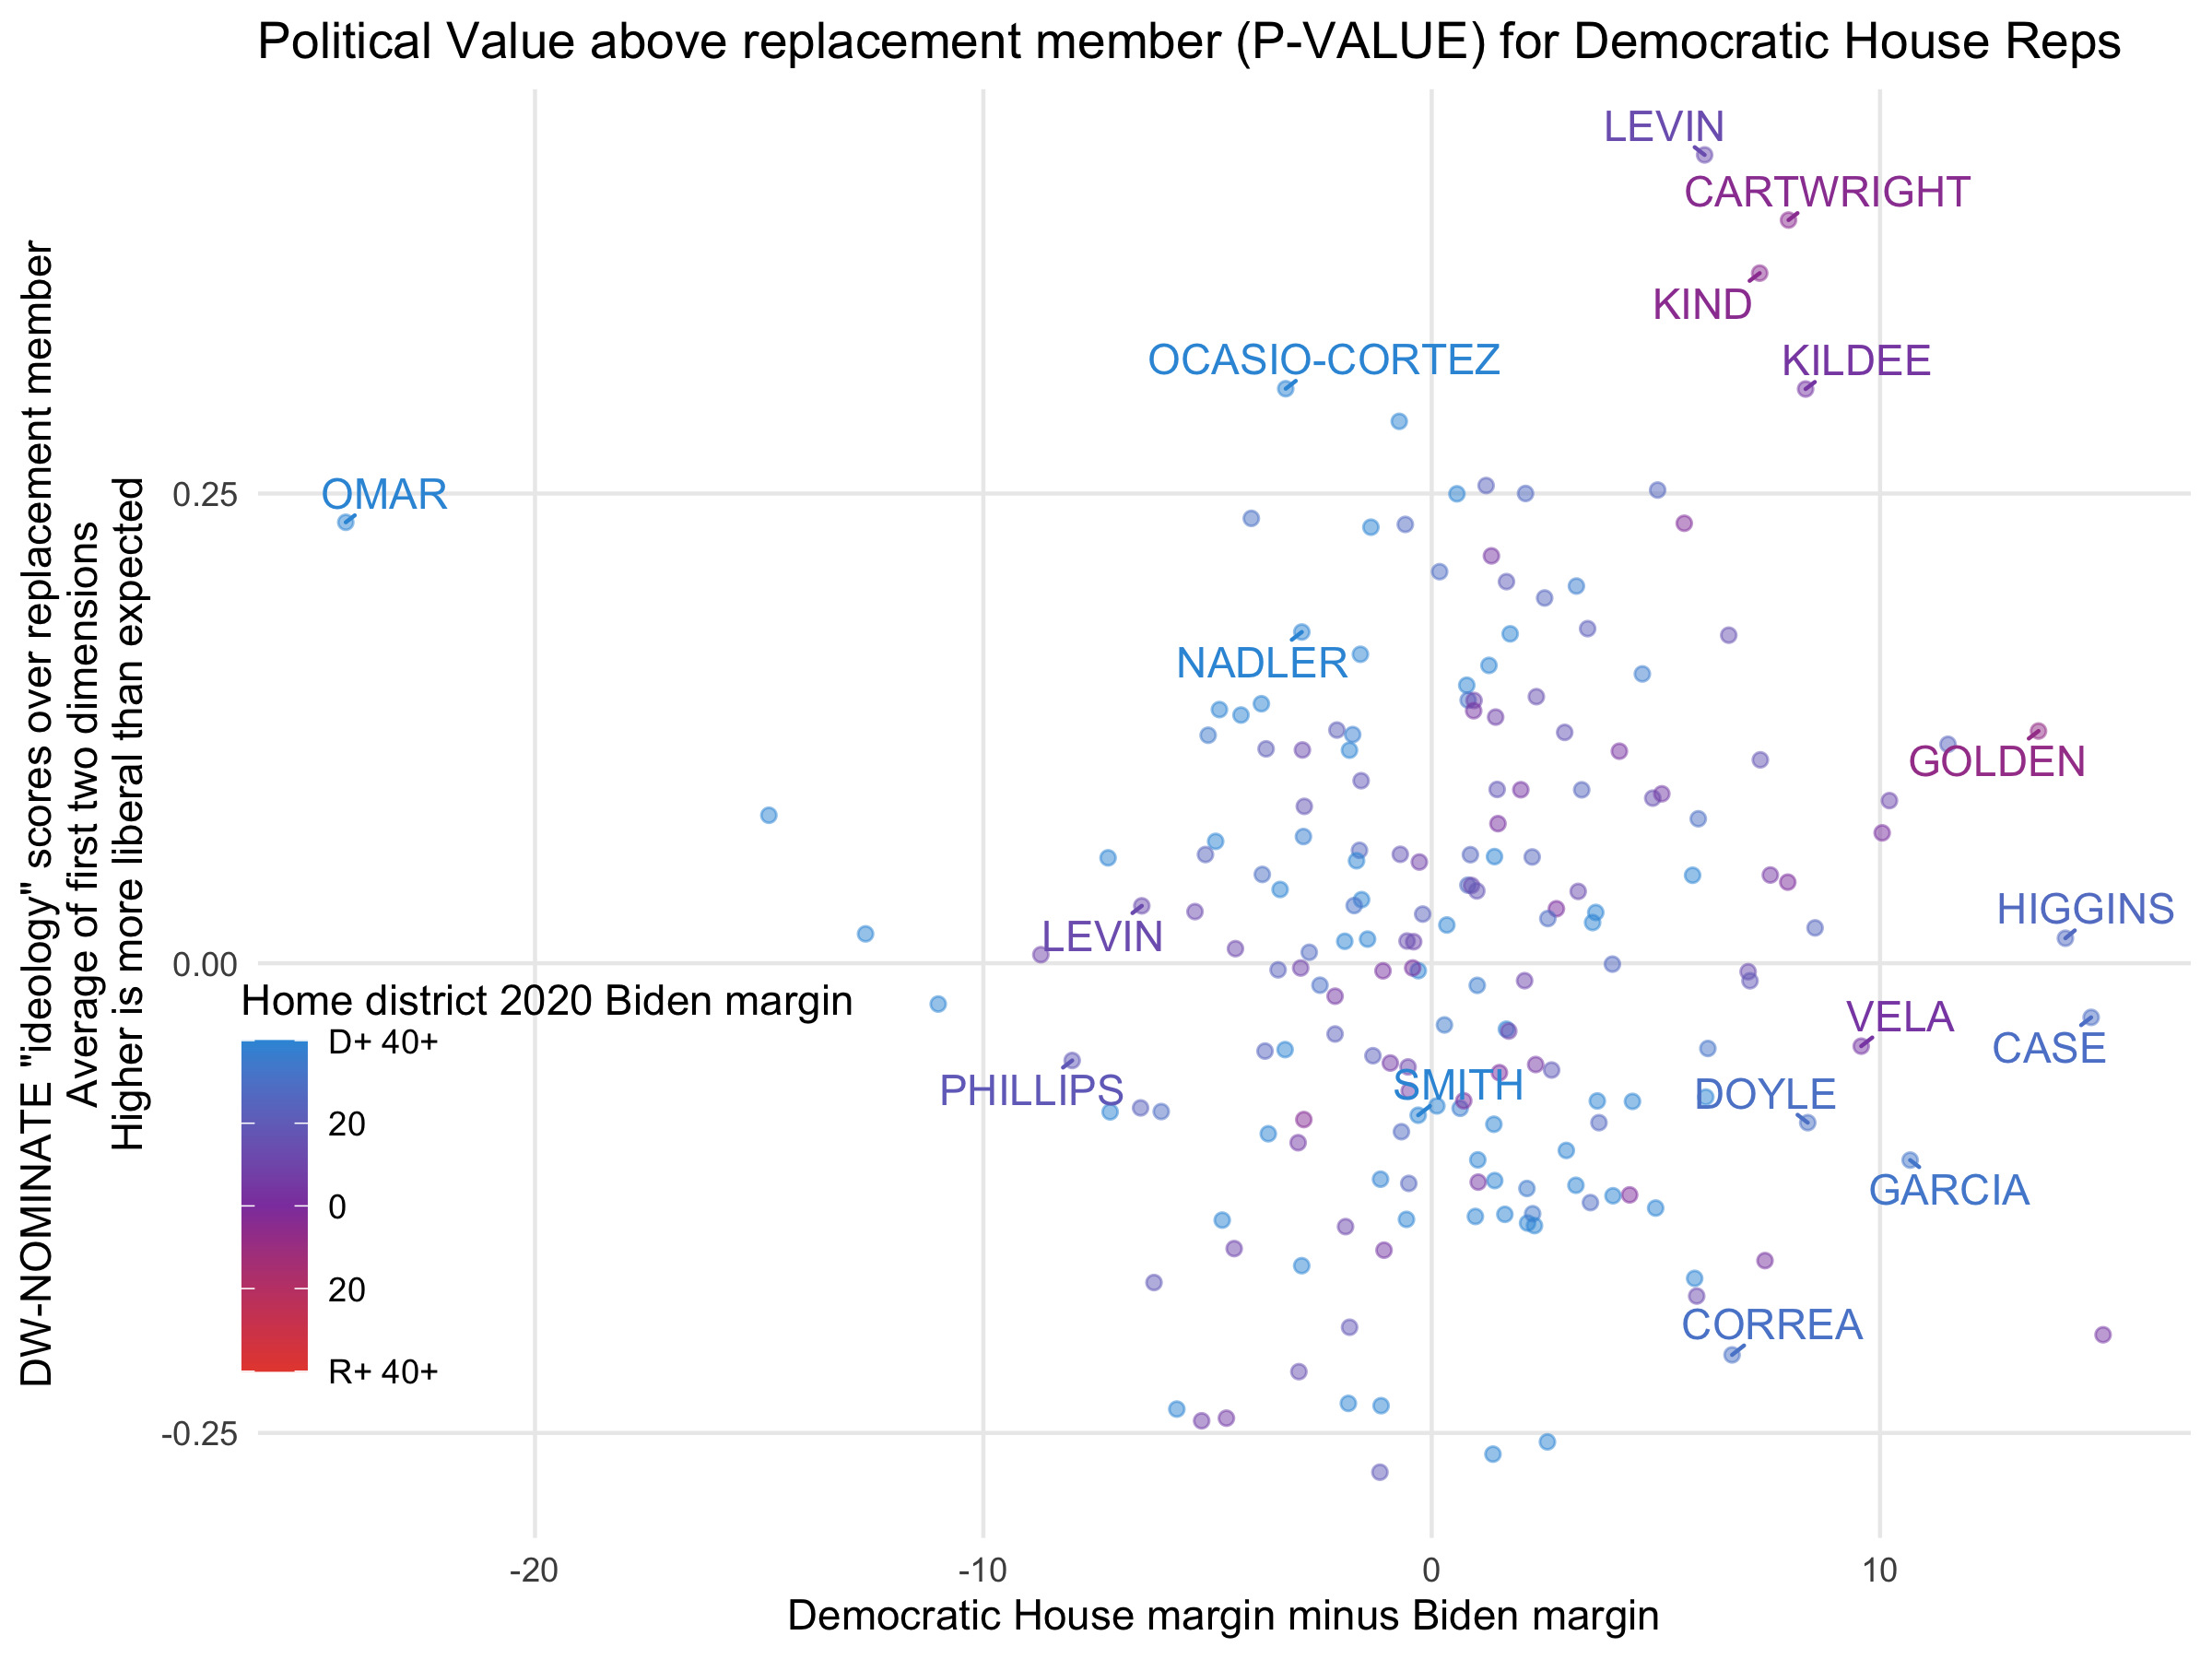 Political Value above replacement member (P-VALUE) for Democratic House Reps
DW-NOMINATE "ideology" scores over replacement member
Average of first two dimensions
Higher is more liberal than expected
0.25
0.00
-0.25
LEVIN
CARTWRIGHT
KIND
OCASIO-CORTEZ
KILDEE
OMAR
NADLER
GOLDEN
HIGGINS
LEVIN
VELA
CASE
PHILLIPS
SMITH
DOYLE
GARCIA
CORREA
Home district 2020 Biden margin
D+ 40+
20
0
20
R+ 40+
-20
-10
0
10
Democratic House margin minus Biden margin